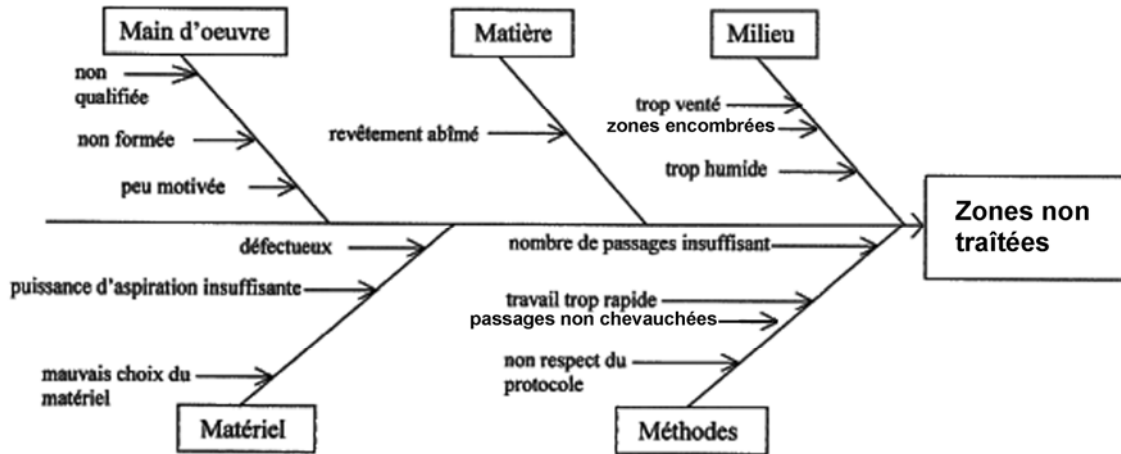 Main d'oeuvre
Matière
Milieu
non
qualifiée
non formée
peu motivée
revêtement abîmé
trop venté
zones encombrées
trop humide
Zones non
traîtées
défectueux
puissance d'aspiration insuffisante
mauvais choix du
matériel
nombre de passages insuffisant
travail trop rapide
passages non chevauchées
non respect du
protocole
Matériel
Méthodes